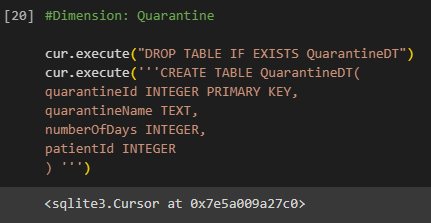 [20] #Dimension: Quarantine
cur.execute("DROP TABLE IF EXISTS QuarantineDT")
cur.execute('''CREATE TABLE QuarantineDT(
quarantineId INTEGER PRIMARY KEY,
quarantineName TEXT,
numberOfDays INTEGER,
patientId INTEGER
) ''')
<sqlite3.Cursor at 0x7e5a009a27c0>